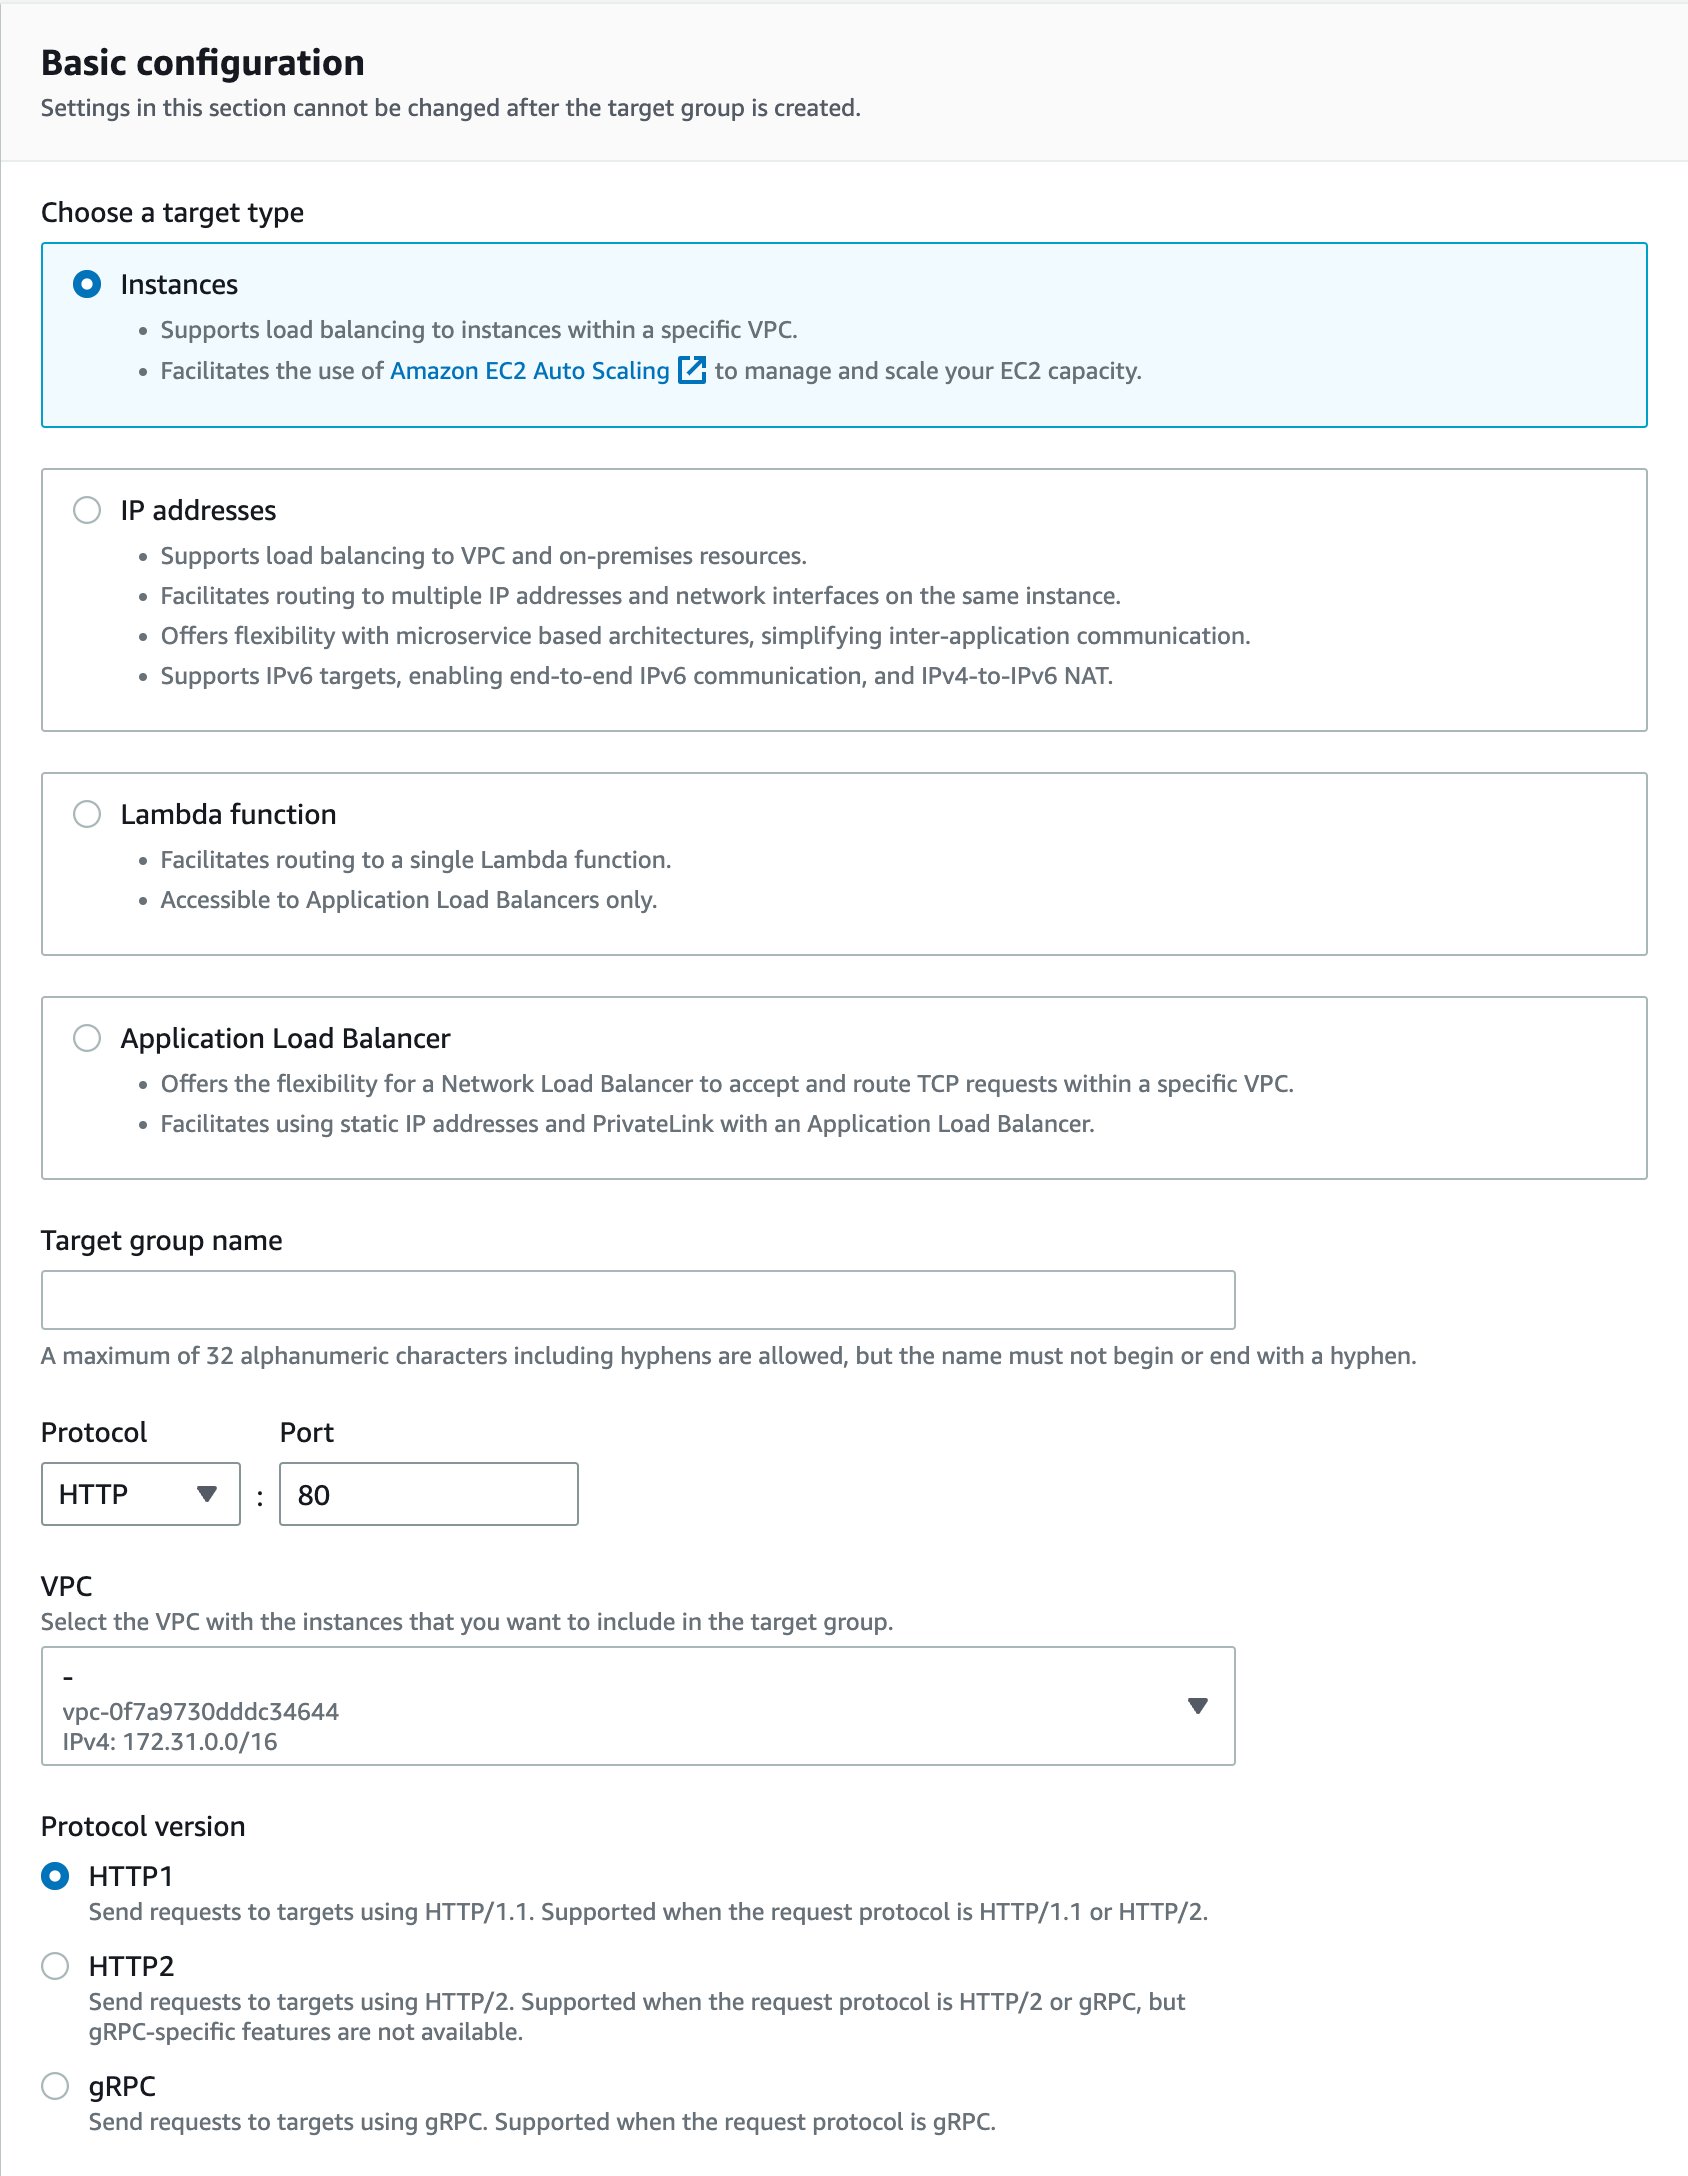 Basic configuration
Settings in this section cannot be changed after the target group is created.
Choose a target type
Instances
• Supports load balancing to instances within a specific VPC.
• Facilitates the use of Amazon EC2 Auto Scaling to manage and scale your EC2 capacity.
IP addresses
• Supports load balancing to VPC and on-premises resources.
• Facilitates routing to multiple IP addresses and network interfaces on the same instance.
• Offers flexibility with microservice based architectures, simplifying inter-application communication.
• Supports IPv6 targets, enabling end-to-end IPv6 communication, and IPv4-to-IPv6 NAT.
Lambda function
• Facilitates routing to a single Lambda function.
• Accessible to Application Load Balancers only.
Application Load Balancer
• Offers the flexibility for a Network Load Balancer to accept and route TCP requests within a specific VPC.
• Facilitates using static IP addresses and PrivateLink with an Application Load Balancer.
Target group name
A maximum of 32 alphanumeric characters including hyphens are allowed, but the name must not begin or end with a hyphen.
Protocol Port
HTTP : 80
VPC
Select the VPC with the instances that you want to include in the target group.
-
vpc-0f7a9730dddc34644
IPv4: 172.31.0.0/16
Protocol version
HTTP1
Send requests to targets using HTTP/1.1. Supported when the request protocol is HTTP/1.1 or HTTP/2.
HTTP2
Send requests to targets using HTTP/2. Supported when the request protocol is HTTP/2 or gRPC, but
gRPC-specific features are not available.
gRPC
Send requests to targets using gRPC. Supported when the request protocol is gRPC.